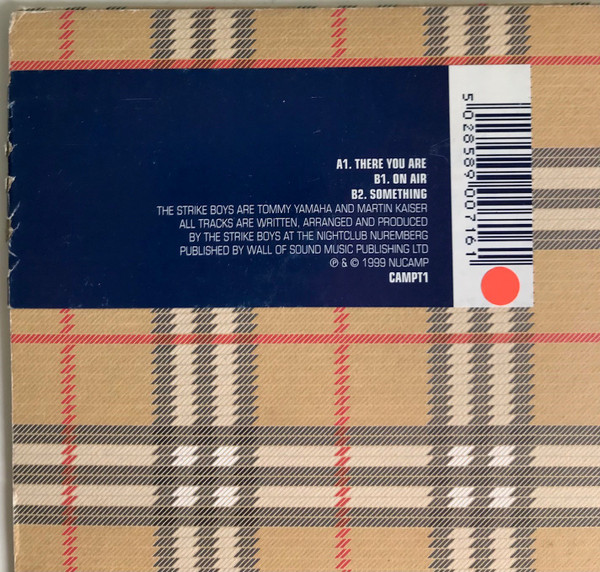 A1. THERE YOU ARE
B1. ON AIR
B2. SOMETHING
THE STRIKE BOYS ARE TOMMY YAMAHA AND MARTIN KAISER
ALL TRACKS ARE WRITTEN, ARRANGED AND PRODUCED
BY THE STRIKE BOYS AT THE NIGHTCLUB NUREMBERG
PUBLISHED BY WALL OF SOUND MUSIC PUBLISHING LTD
℗ & © 1999 NUCAMP
CAMPT1
5 028589 007161